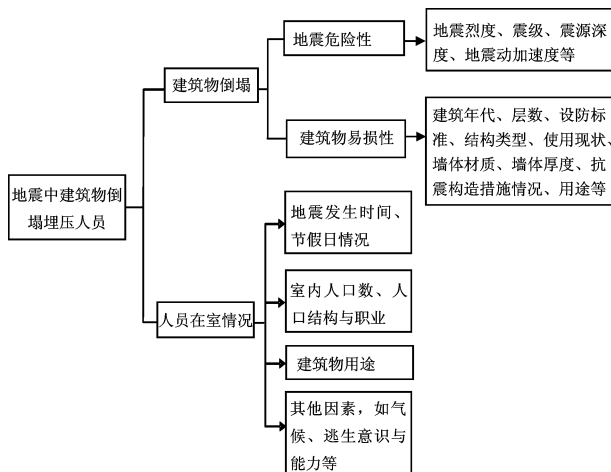 地震危险性
地震烈度、震级、震源深
度、地震动加速度等
建筑物倒塌
建筑物易损性
建筑年代、层数、设防标
准、结构类型、使用现状、
墙体材质、墙体厚度、抗
震构造措施情况、用途等
地震中建筑物倒
塌埋压人员
地震发生时间、
节假日情况
人员在室情况
室内人口数、人
口结构与职业
建筑物用途
其他因素，如气
候、逃生意识与
能力等